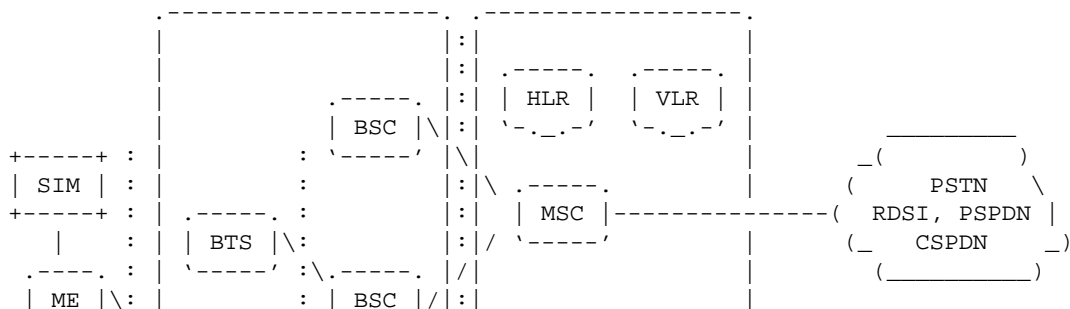 HLR VLR
BSC
SIM PSTN
MSC RDSI, PSPDN
BTS CSPDN
ME BSC